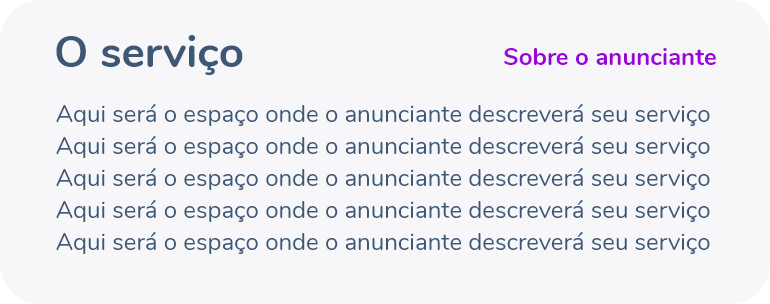 O serviço
Sobre o anunciante
Aqui será o espaço onde o anunciante descreverá seu serviço
Aqui será o espaço onde o anunciante descreverá seu serviço
Aqui será o espaço onde o anunciante descreverá seu serviço
Aqui será o espaço onde o anunciante descreverá seu serviço
Aqui será o espaço onde o anunciante descreverá seu serviço